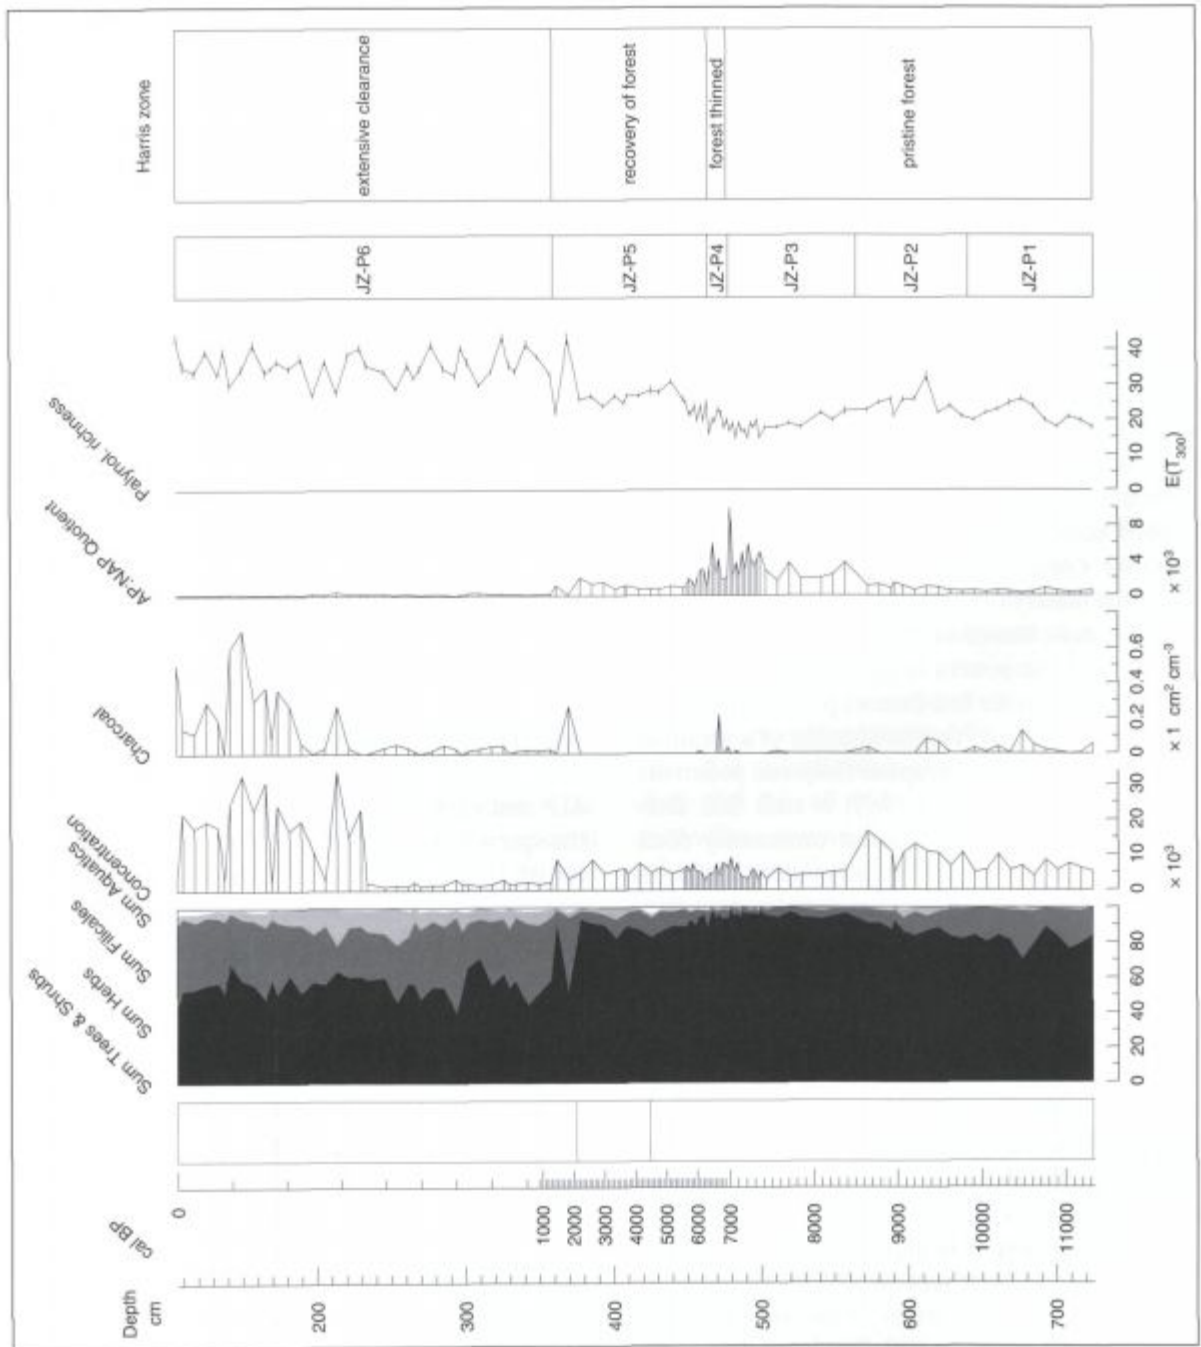 Harris zone
extensive clearance
recovery of forest
forest thinned
pristine forest
JZ-P6
JZ-P5
JZ-P4
JZ-P3
JZ-P2
JZ-P1
Palynol. richness
0 10 20 30 40
E(T300)
AP:NAP Quotient
0 4 8
× 10³
Charcoal
0 0.2 0.4 0.6
× 1 cm² cm⁻³
Concentration
0 10 20 30
× 10³
Sum Aquatics
Sum Filicales
Sum Herbs
Sum Trees & Shrubs
0 20 40 60 80
cal BP
0 1000 2000 3000 4000 5000 6000 7000 8000 9000 10000 11000
Depth
cm
200 300 400 500 600 700